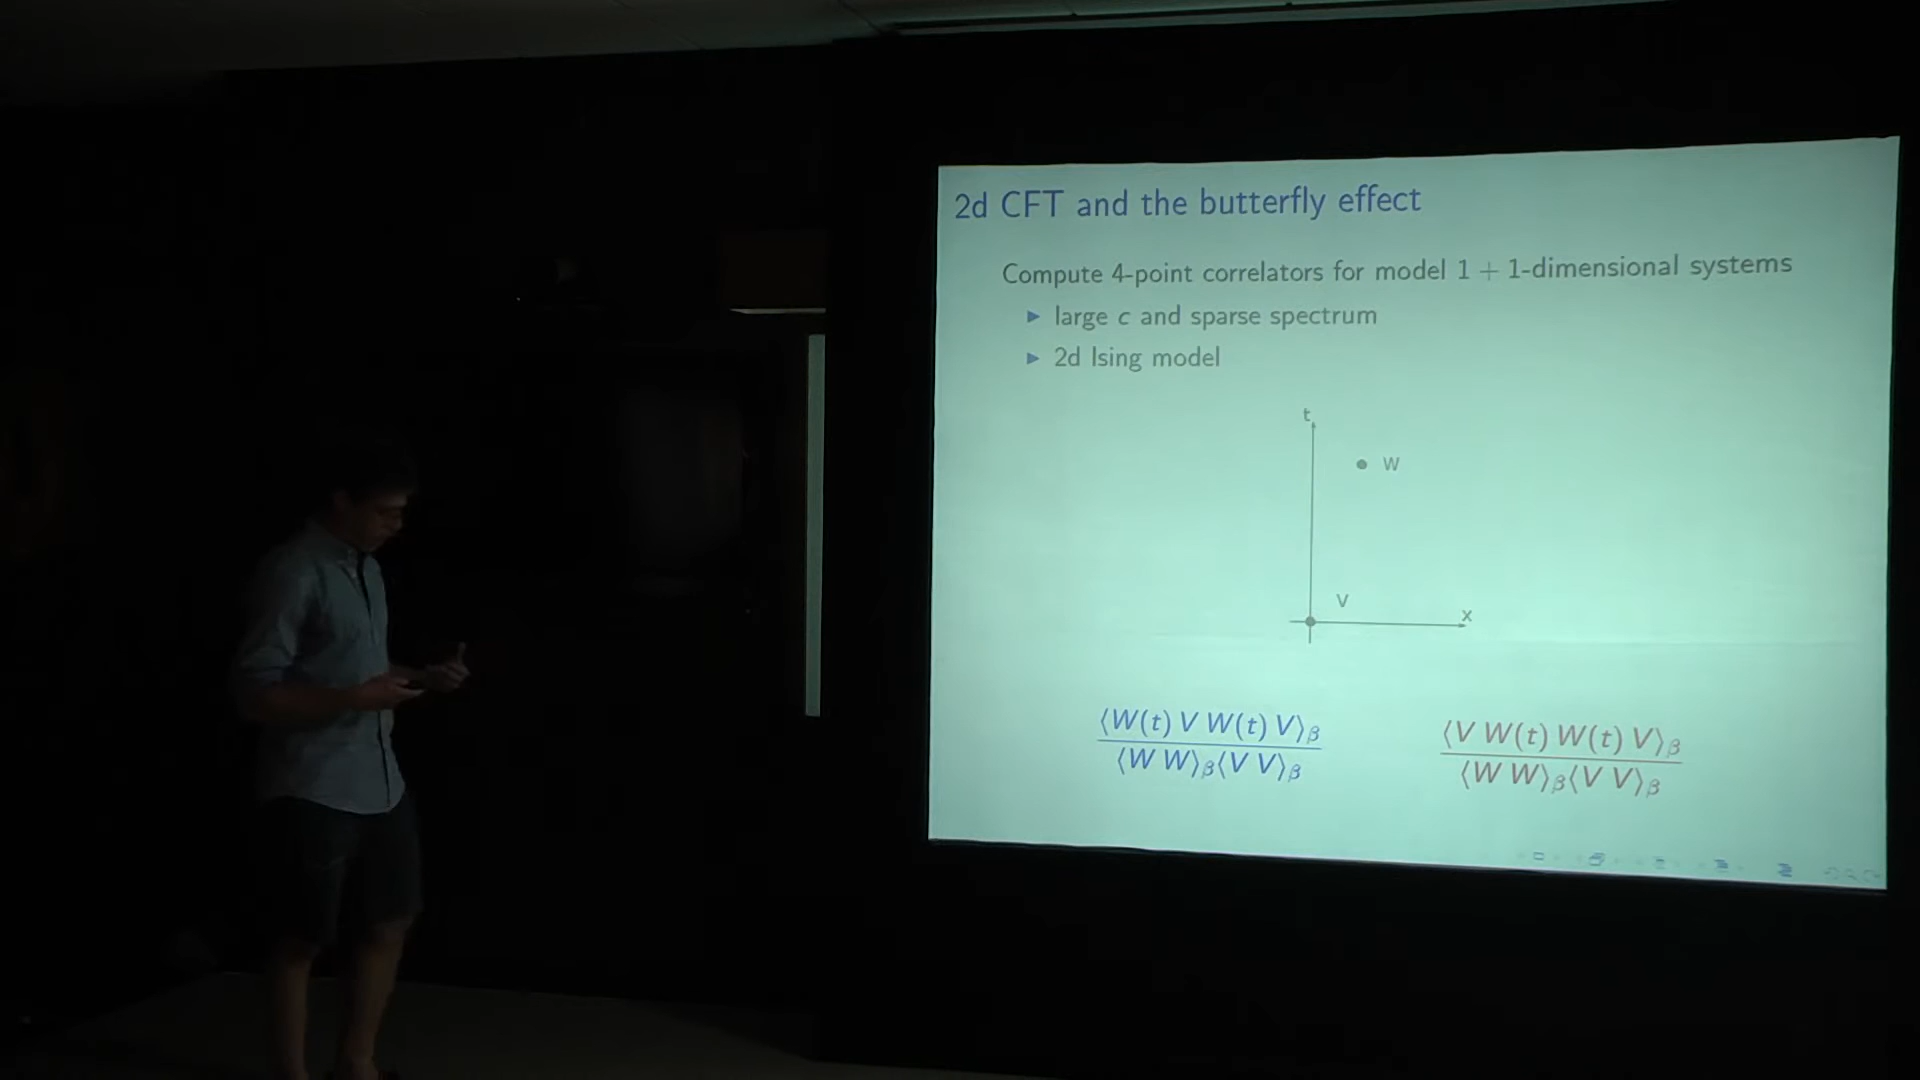 2d CFT and the butterfly effect
Compute 4-point correlators for model 1 + 1-dimensional systems
▶ large c and sparse spectrum
▶ 2d Ising model
t
W
V
x
⟨W(t) V W(t) V⟩β
⟨W W⟩β⟨V V⟩β
⟨V W(t) W(t) V⟩β
⟨W W⟩β⟨V V⟩β